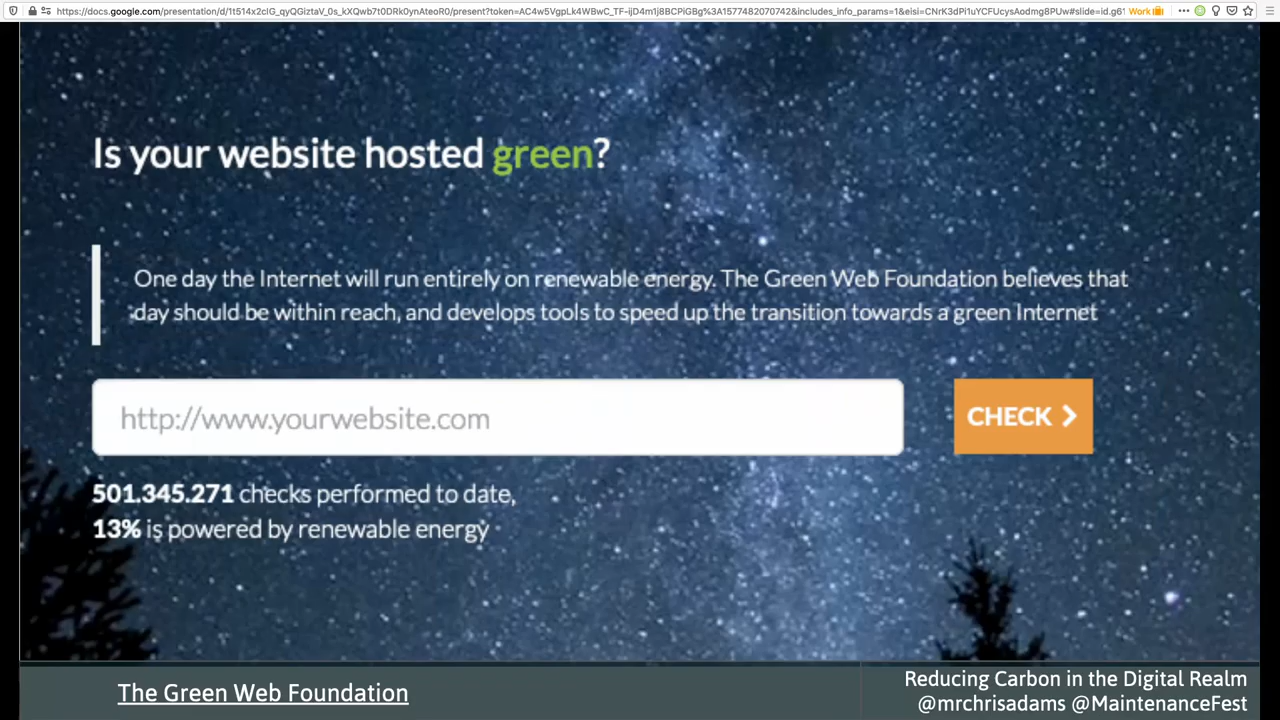 Work
Is your website hosted green?
One day the Internet will run entirely on renewable energy. The Green Web Foundation believes that
day should be within reach, and develops tools to speed up the transition towards a green Internet
http://www.yourwebsite.com
CHECK
501.345.271 checks performed to date,
13% is powered by renewable energy
The Green Web Foundation
Reducing Carbon in the Digital Realm
@mrchrisadams @MaintenanceFest